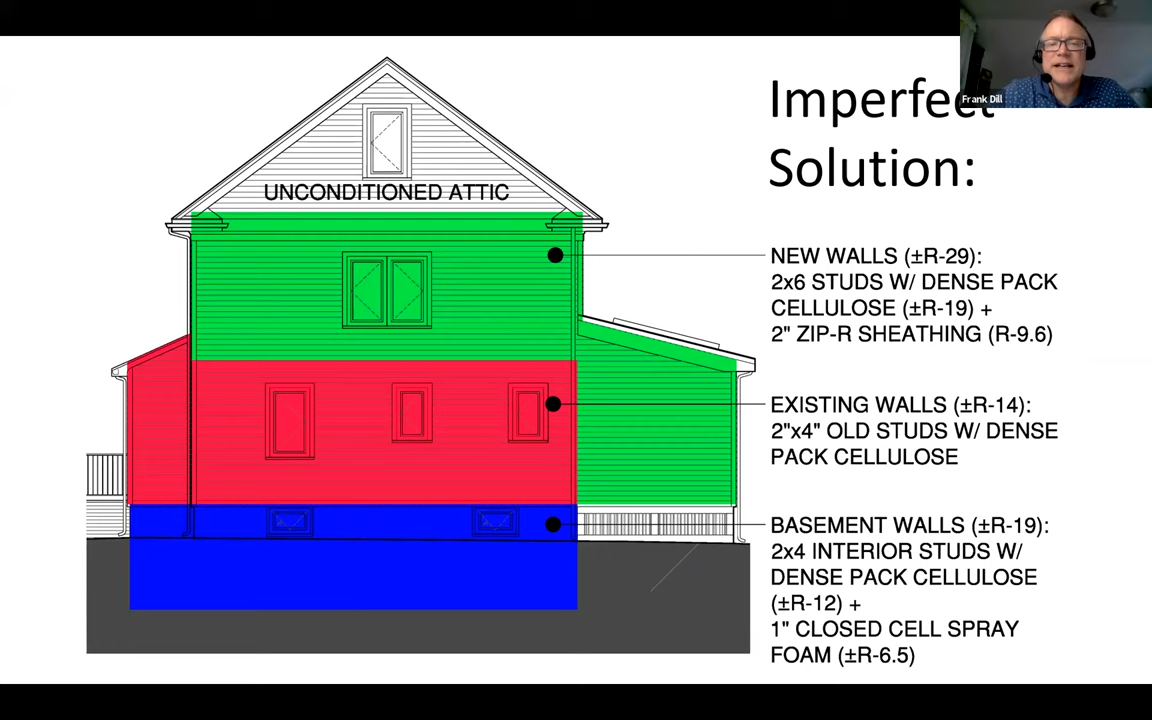 Imperfect
Solution:
Frank Dill
UNCONDITIONED ATTIC
NEW WALLS (±R-29):
2x6 STUDS W/ DENSE PACK
CELLULOSE (±R-19) +
2" ZIP-R SHEATHING (R-9.6)
EXISTING WALLS (±R-14):
2"x4" OLD STUDS W/ DENSE
PACK CELLULOSE
BASEMENT WALLS (±R-19):
2x4 INTERIOR STUDS W/
DENSE PACK CELLULOSE
(±R-12) +
1" CLOSED CELL SPRAY
FOAM (±R-6.5)